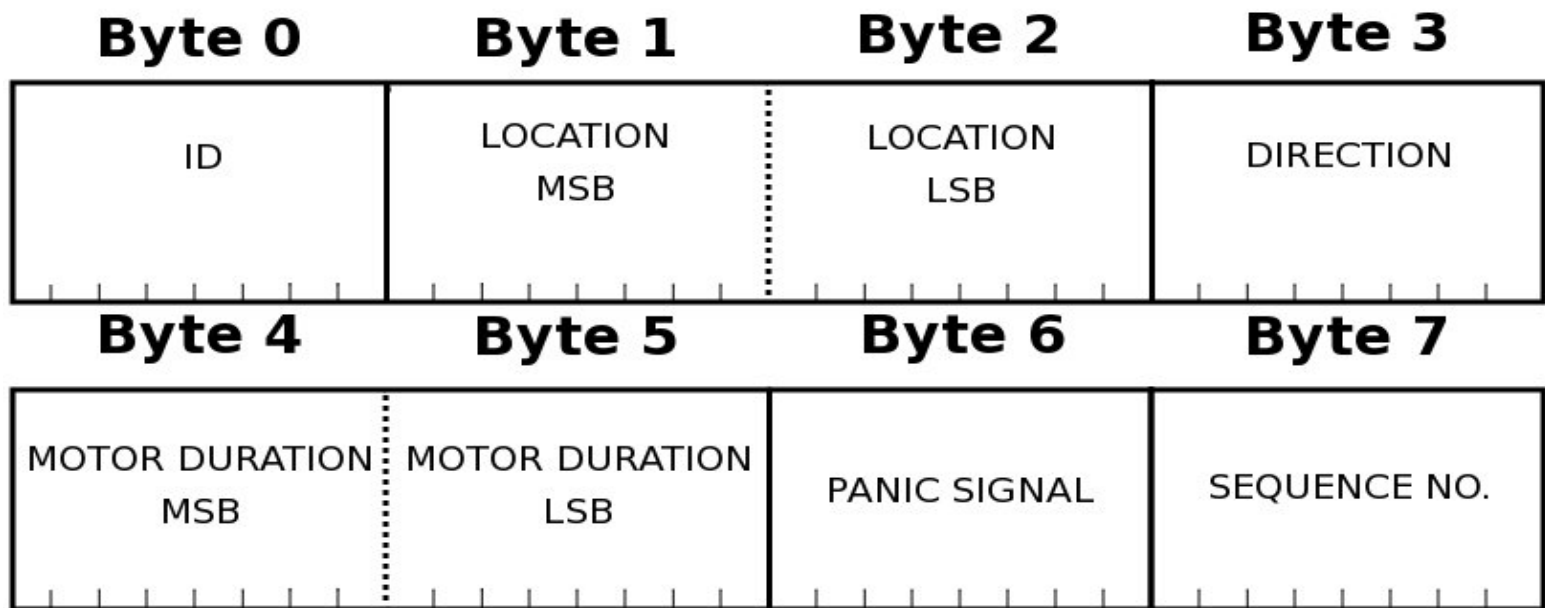 Byte 0 Byte 1 Byte 2 Byte 3
ID
LOCATION
MSB
LOCATION
LSB
DIRECTION
Byte 4 Byte 5 Byte 6 Byte 7
MOTOR DURATION
MSB
MOTOR DURATION
LSB
PANIC SIGNAL
SEQUENCE NO.